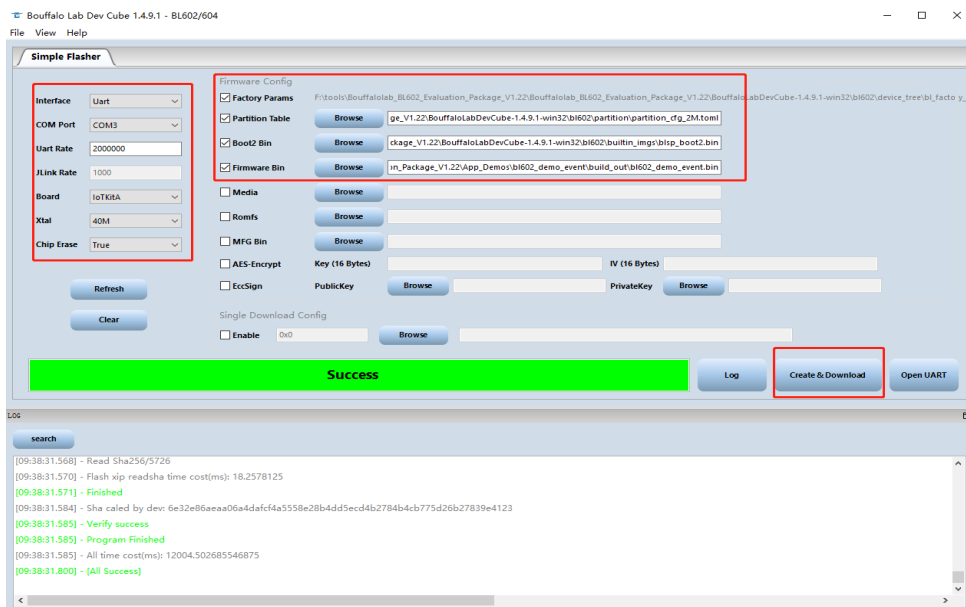 Bouffalo Lab Dev Cube 1.4.9.1 - BL602/604
File View Help
Simple Flasher
Firmware Config
Interface Uart
Factory Params F:\tools\Bouffalolab_BL602_Evaluation_Package_V1.22\Bouffalolab_BL602_Evaluation_Package_V1.22\BouffaloLabDevCube-1.4.9.1-win32\bl602\device_tree\bl_facto y_
COM Port COM3
Partition Table Browse ge_V1.22\BouffaloLabDevCube-1.4.9.1-win32\bl602\partition\partition_cfg_2M.toml
Uart Rate 2000000
Boot2 Bin Browse ckage_V1.22\BouffaloLabDevCube-1.4.9.1-win32\bl602\builtin_imgs\blsp_boot2.bin
JLink Rate 1000
Firmware Bin Browse on_Package_V1.22\App_Demos\bl602_demo_event\build_out\bl602_demo_event.bin
Board IoTKitA
Media Browse
Xtal 40M
Romfs Browse
Chip Erase True
MFG Bin Browse
AES-Encrypt Key (16 Bytes) IV (16 Bytes)
EccSign PublicKey Browse PrivateKey Browse
Refresh
Clear
Single Download Config
Enable 0x0 Browse
Success Log Create & Download Open UART
Log
search
[09:38:31.568] - Read Sha256/5726
[09:38:31.570] - Flash xip readsha time cost(ms): 18.2578125
[09:38:31.571] - Finished
[09:38:31.584] - Sha caled by dev: 6e32e86aeaa06a4dafcf4a5558e28b4dd5ecd4b2784b4cb775d26b27839e4123
[09:38:31.585] - Verify success
[09:38:31.585] - Program Finished
[09:38:31.585] - All time cost(ms): 12004.502685546875
[09:38:31.800] - [All Success]